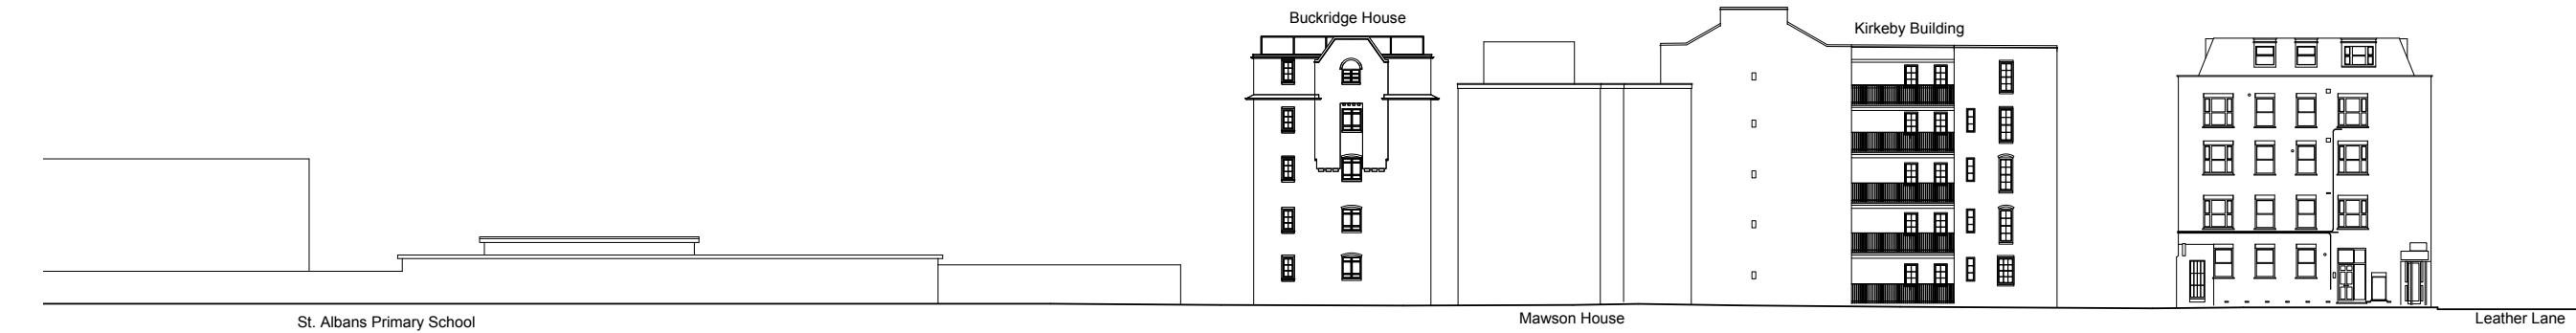 Buckridge House
Kirkeby Building
St. Albans Primary School
Mawson House
Leather Lane